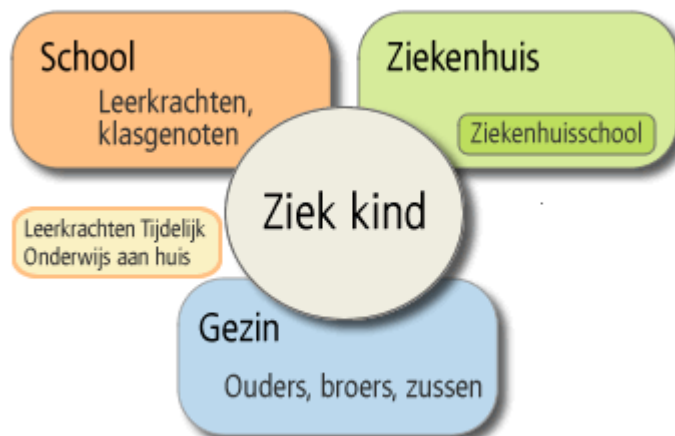 School
Leerkrachten,
klasgenoten
Ziekenhuis
Ziekenhuisschool
Ziek kind
Leerkrachten Tijdelijk
Onderwijs aan huis
Gezin
Ouders, broers, zussen